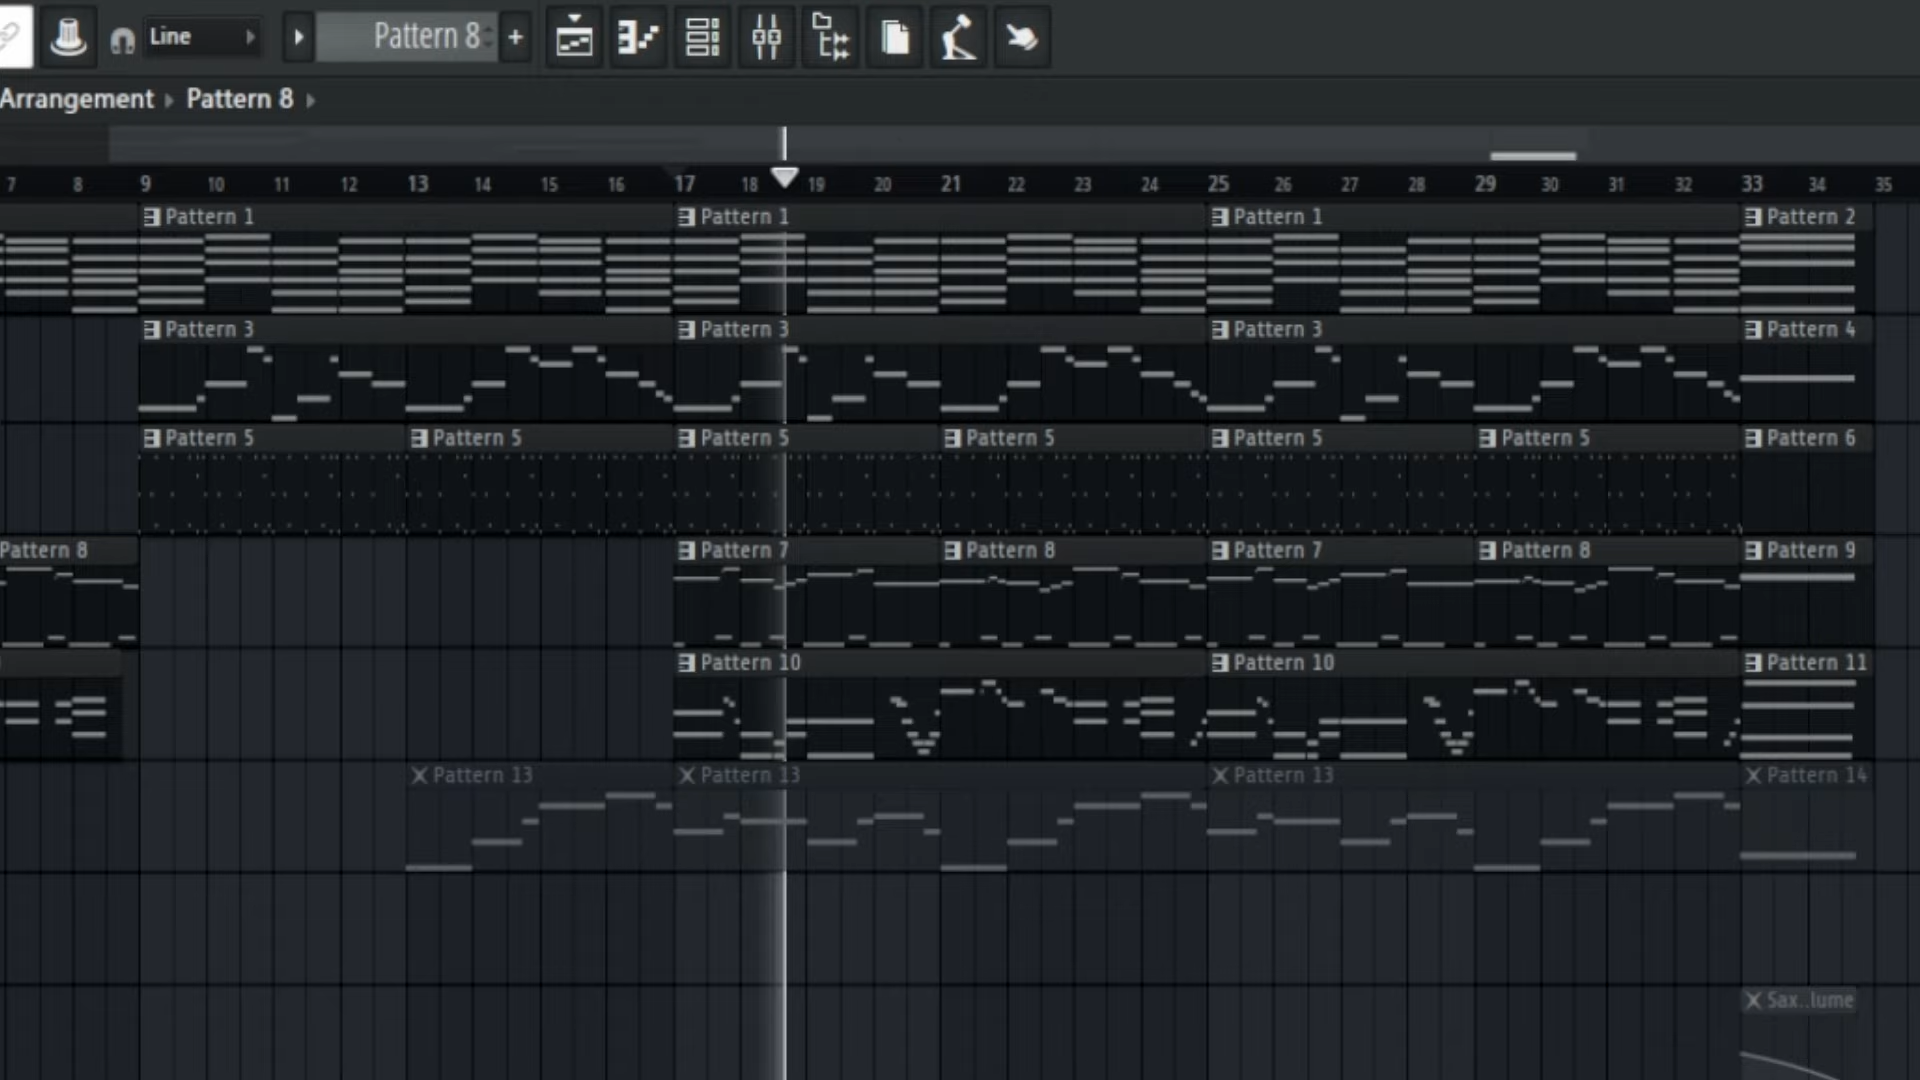 Line Pattern 8 +
Arrangement Pattern 8
7 8 9 10 11 12 13 14 15 16 17 18 19 20 21 22 23 24 25 26 27 28 29 30 31 32 33 34 35
Pattern 1 Pattern 1 Pattern 1 Pattern 2
Pattern 3 Pattern 3 Pattern 3 Pattern 4
Pattern 5 Pattern 5 Pattern 5 Pattern 5 Pattern 5 Pattern 5 Pattern 6
Pattern 8 Pattern 7 Pattern 8 Pattern 7 Pattern 8 Pattern 9
Pattern 10 Pattern 10 Pattern 11
Pattern 13 Pattern 13 Pattern 13 Pattern 14
Sax..lume